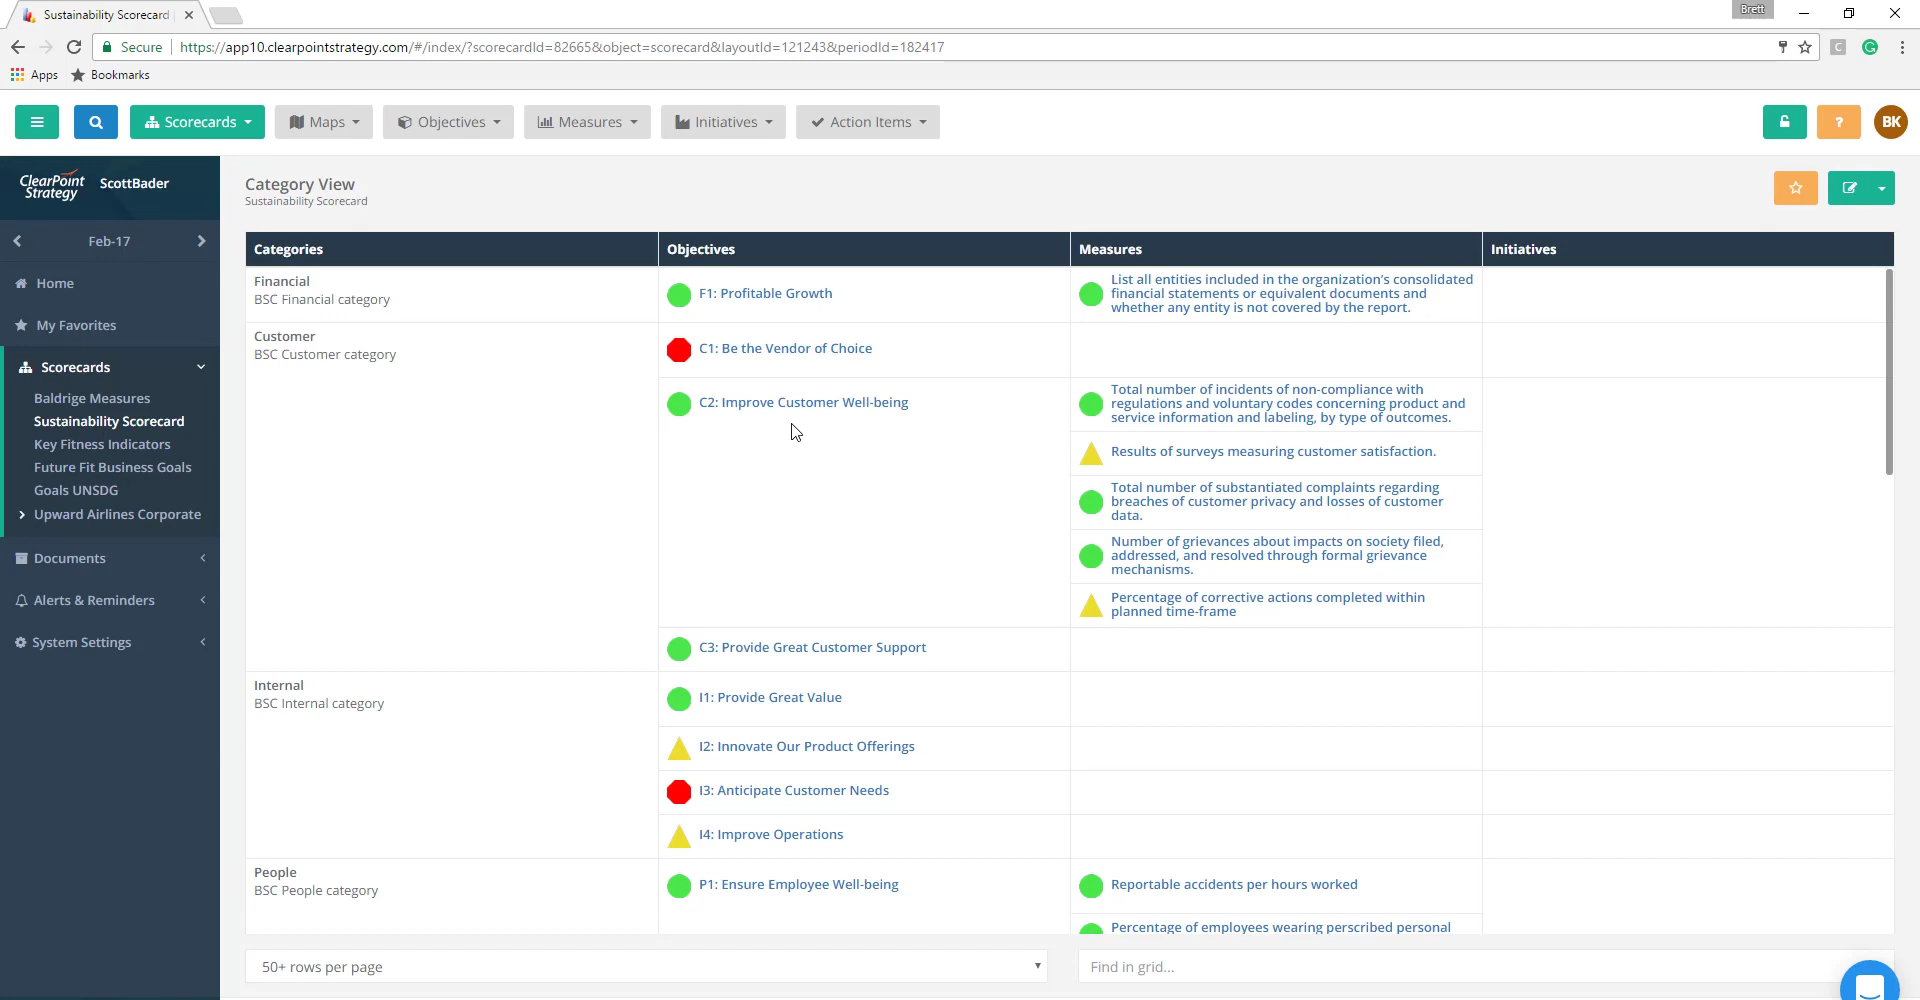 Sustainability Scorecard
Brett
Secure
https://app10.clearpointstrategy.com/#/index/?scorecardId=82665&object=scorecard&layoutId=121243&periodId=182417
C
G
Apps
Bookmarks
Scorecards
Maps
Objectives
Measures
Initiatives
Action Items
?
BK
ClearPoint
Strategy
ScottBader
Feb-17
Home
My Favorites
Scorecards
Baldrige Measures
Sustainability Scorecard
Key Fitness Indicators
Future Fit Business Goals
Goals UNSDG
Upward Airlines Corporate
Documents
Alerts & Reminders
System Settings
Category View
Sustainability Scorecard
Categories
Objectives
Measures
Initiatives
Financial
BSC Financial category
F1: Profitable Growth
List all entities included in the organization's consolidated
financial statements or equivalent documents and
whether any entity is not covered by the report.
Customer
BSC Customer category
C1: Be the Vendor of Choice
C2: Improve Customer Well-being
Total number of incidents of non-compliance with
regulations and voluntary codes concerning product and
service information and labeling, by type of outcomes.
Results of surveys measuring customer satisfaction.
Total number of substantiated complaints regarding
breaches of customer privacy and losses of customer
data.
Number of grievances about impacts on society filed,
addressed, and resolved through formal grievance
mechanisms.
Percentage of corrective actions completed within
planned time-frame
C3: Provide Great Customer Support
Internal
BSC Internal category
I1: Provide Great Value
I2: Innovate Our Product Offerings
I3: Anticipate Customer Needs
I4: Improve Operations
People
BSC People category
P1: Ensure Employee Well-being
Reportable accidents per hours worked
Percentage of employees wearing perscribed personal
50+ rows per page
Find in grid...